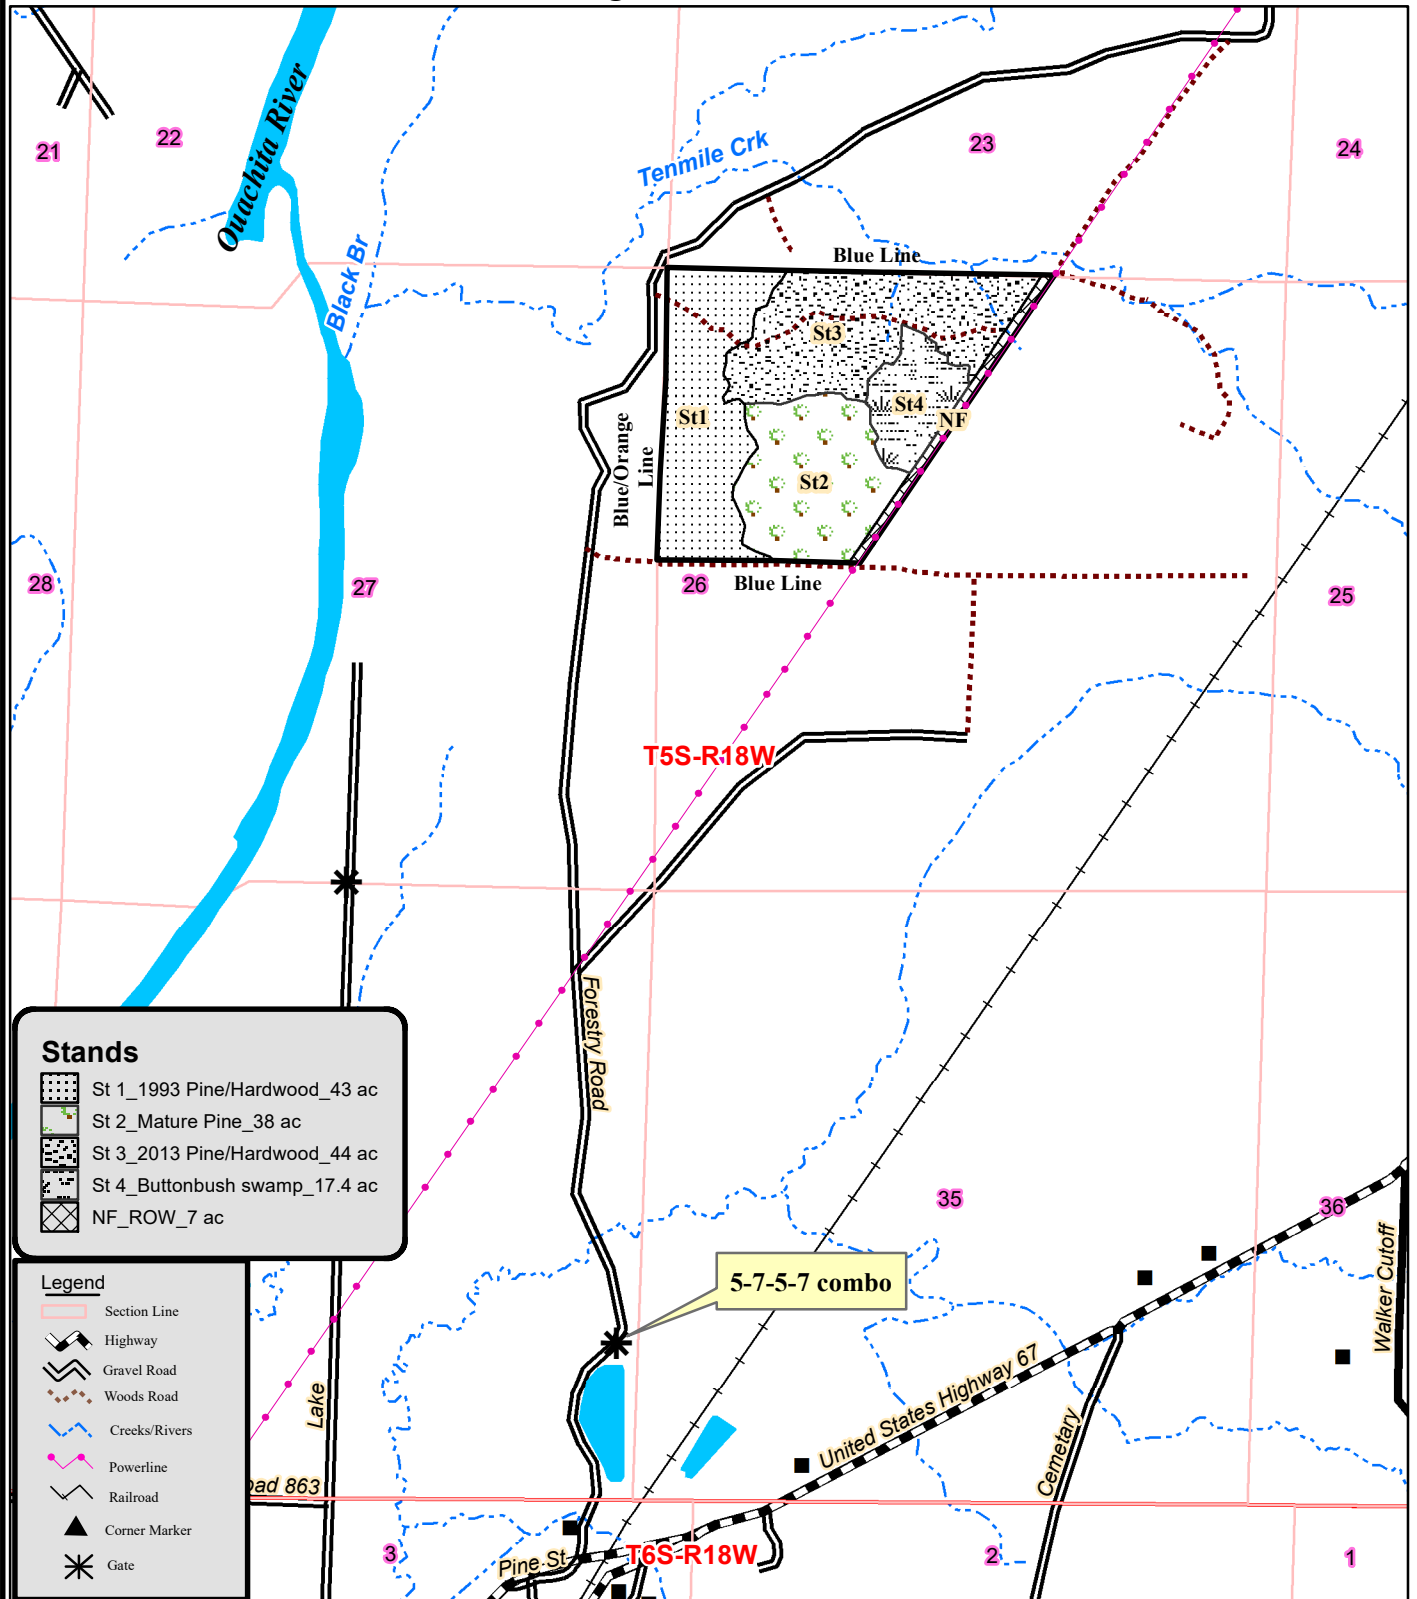 21
22
23
24
Ouachita River
Tenmile Crk
Black Br
Blue Line
St3
St1
St4
NF
St2
Blue/Orange
Line
Blue Line
28
27
26
25
T5S-R18W
Forestry Road
Stands
St 1_1993 Pine/Hardwood_43 ac
St 2_Mature Pine_38 ac
St 3_2013 Pine/Hardwood_44 ac
St 4_Buttonbush swamp_17.4 ac
NF_ROW_7 ac
35
36
Walker Cutoff
5-7-5-7 combo
Legend
Section Line
Highway
Gravel Road
Woods Road
Creeks/Rivers
Powerline
Railroad
Corner Marker
Gate
Lake
United States Highway 67
Cemetary
oad 863
3
Pine St
T6S-R18W
2
1